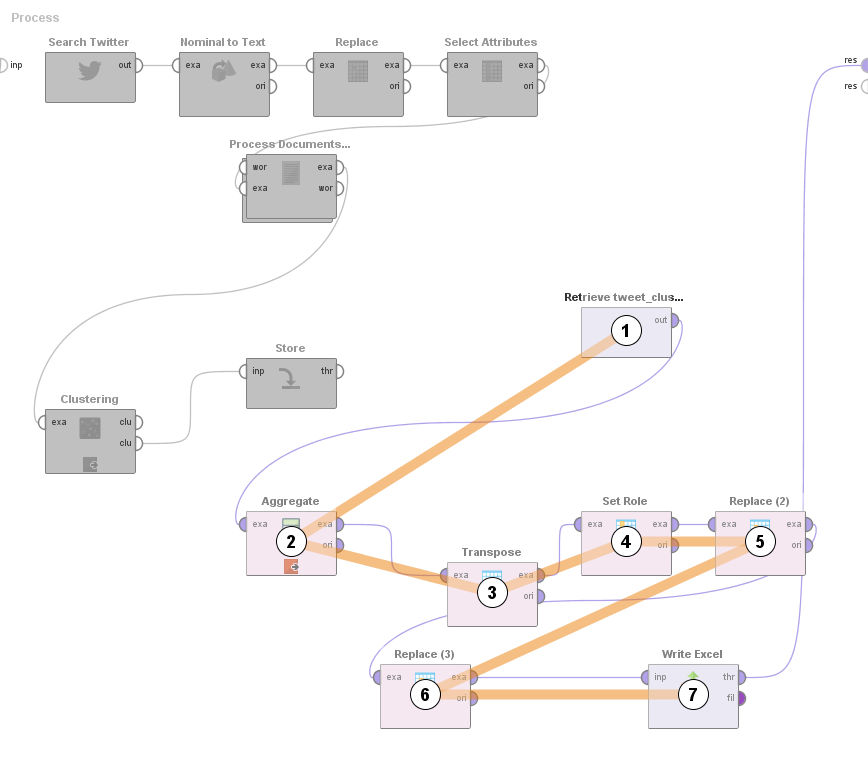 Process
Search Twitter
Nominal to Text
Replace
Select Attributes
inp
out
exa
exa
ori
exa
exa
ori
exa
exa
ori
res
res
Process Documents...
wor
exa
exa
wor
Retrieve tweet_clus...
out
1
Store
inp
thr
Clustering
exa
clu
clu
Aggregate
exa
exa
ori
2
Transpose
exa
exa
ori
3
Set Role
exa
exa
ori
4
Replace (2)
exa
exa
ori
5
Replace (3)
exa
exa
ori
6
Write Excel
inp
thr
fil
7